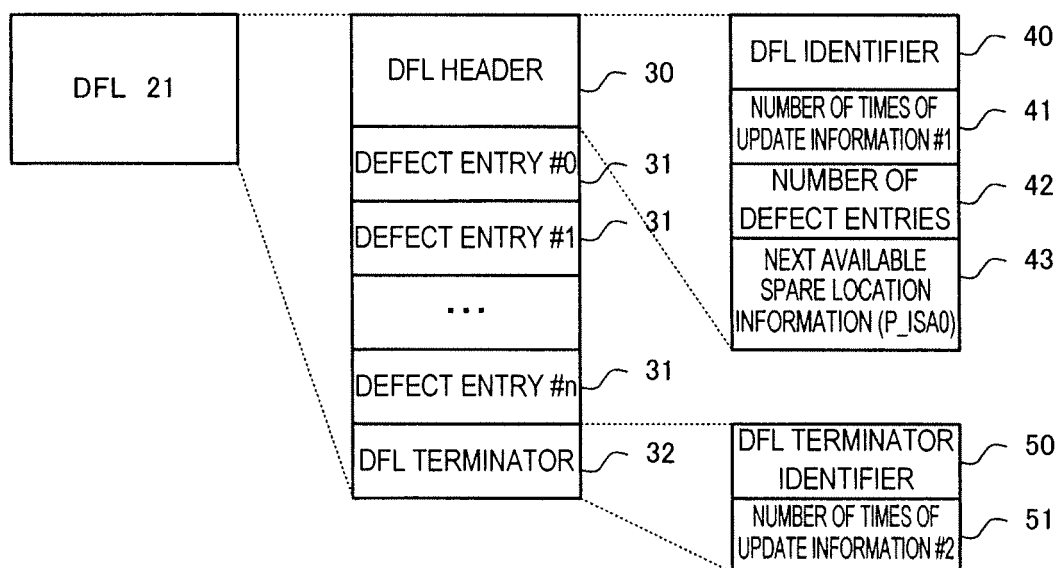 DFL 21
DFL HEADER
30
DEFECT ENTRY #0
31
DEFECT ENTRY #1
31
...
DEFECT ENTRY #n
31
DFL TERMINATOR
32
DFL IDENTIFIER
40
NUMBER OF TIMES OF
UPDATE INFORMATION #1
41
NUMBER OF
DEFECT ENTRIES
42
NEXT AVAILABLE
SPARE LOCATION
INFORMATION (P_ISA0)
43
DFL TERMINATOR
IDENTIFIER
50
NUMBER OF TIMES OF
UPDATE INFORMATION #2
51